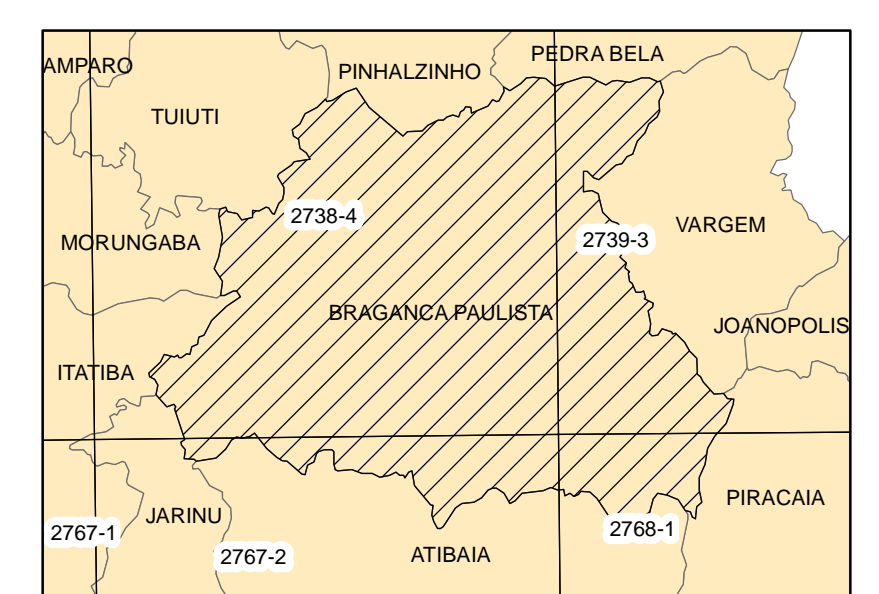 PEDRA BELA
AMPARO
PINHALZINHO
TUIUTI
2738-4
VARGEM
MORUNGABA
2739-3
BRAGANCA PAULISTA
JOANOPOLIS
ITATIBA
PIRACAIA
JARINU
2768-1
2767-1
2767-2
ATIBAIA